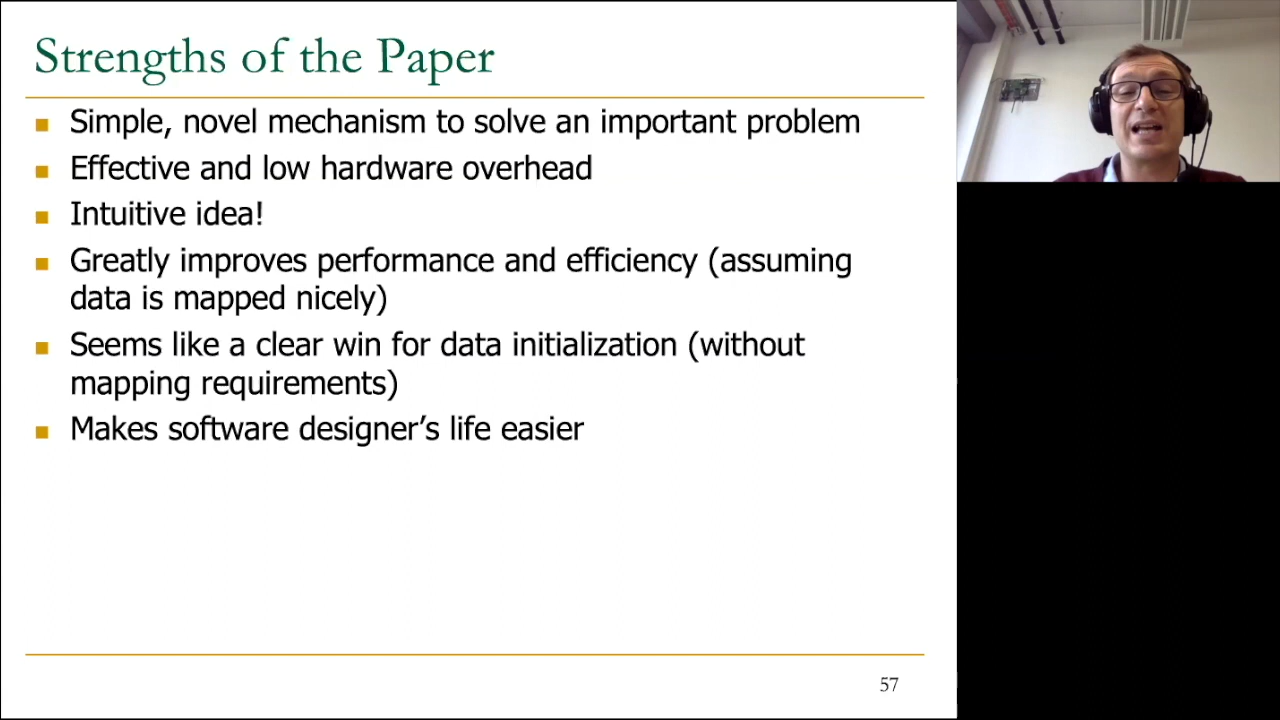 Strengths of the Paper
Simple, novel mechanism to solve an important problem
Effective and low hardware overhead
Intuitive idea!
Greatly improves performance and efficiency (assuming
data is mapped nicely)
Seems like a clear win for data initialization (without
mapping requirements)
Makes software designer’s life easier
57